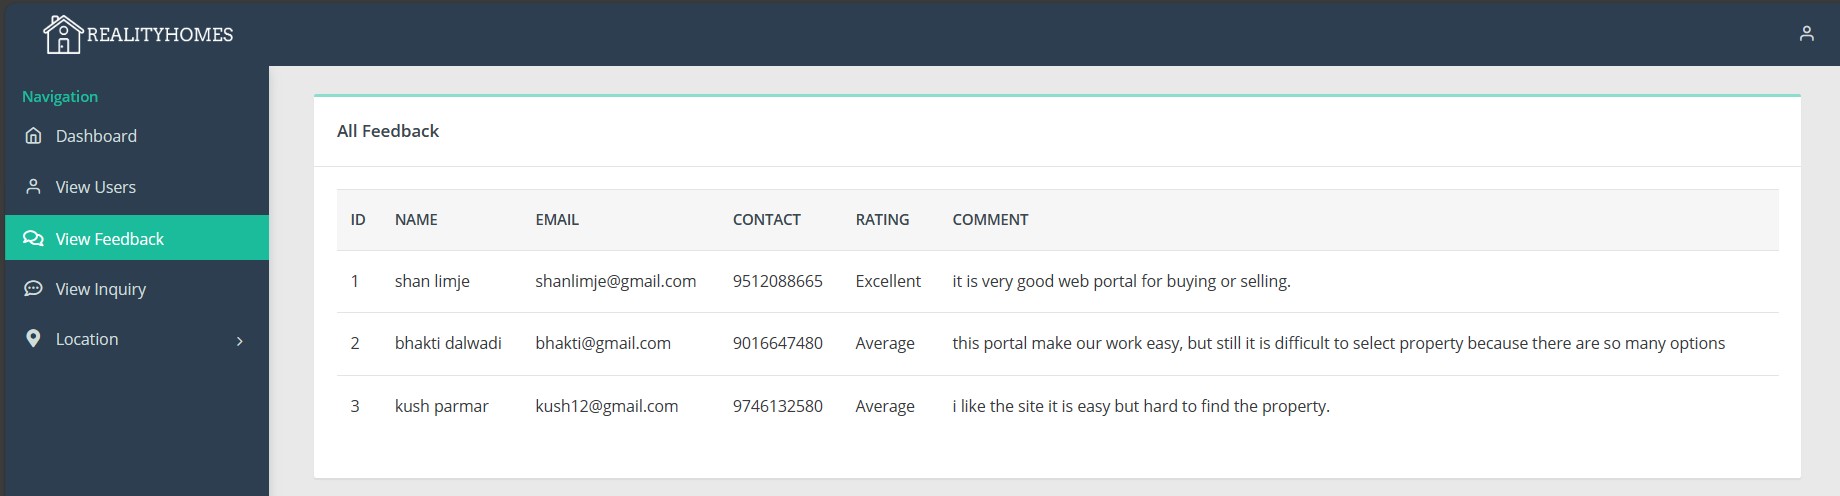 REALITYHOMES
Navigation
Dashboard
View Users
View Feedback
View Inquiry
Location
All Feedback
ID NAME EMAIL CONTACT RATING COMMENT
1 shan limje shanlimje@gmail.com 9512088665 Excellent it is very good web portal for buying or selling.
2 bhakti dalwadi bhakti@gmail.com 9016647480 Average this portal make our work easy, but still it is difficult to select property because there are so many options
3 kush parmar kush12@gmail.com 9746132580 Average i like the site it is easy but hard to find the property.